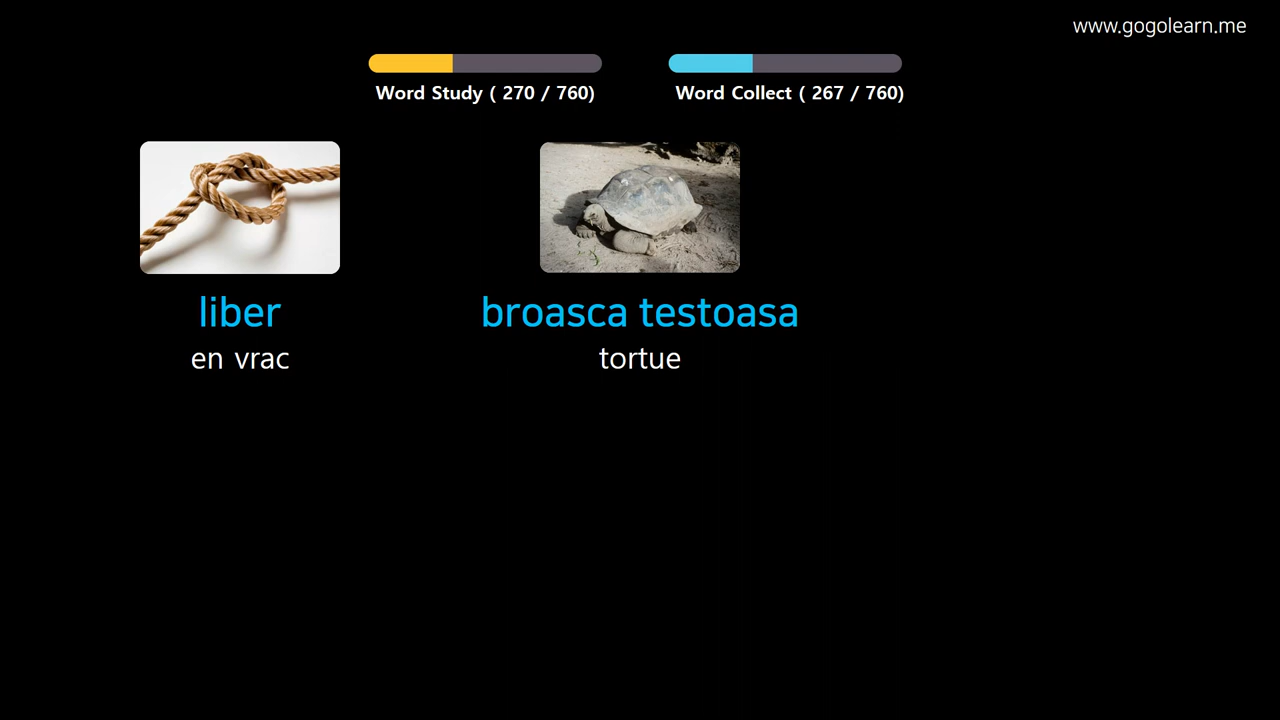 www.gogolearn.me
Word Study ( 270 / 760)
Word Collect ( 267 / 760)
liber
broasca testoasa
en vrac
tortue